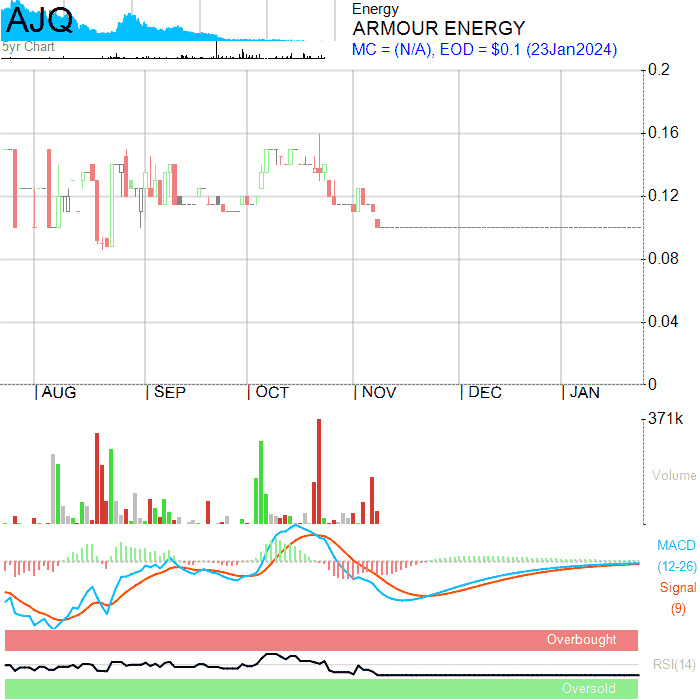 AJQ
5yr Chart
Energy
ARMOUR ENERGY
MC = (N/A), EOD = $0.1 (23Jan2024)
0.2
0.16
0.12
0.08
0.04
0
AUG SEP OCT NOV DEC JAN
371k
Volume
MACD
(12-26)
Signal
(9)
Overbought
RSI(14)
Oversold